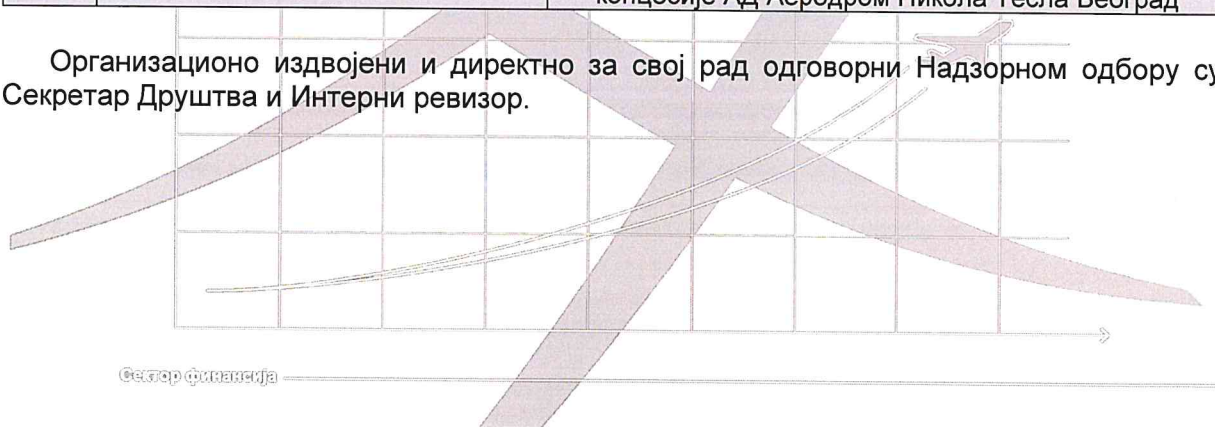 концесије АД Аеродром Никола Тесла Београд
Организационо издвојени и директно за свој рад одговорни Надзорном одбору су
Секретар Друштва и Интерни ревизор.
Сектор финансија